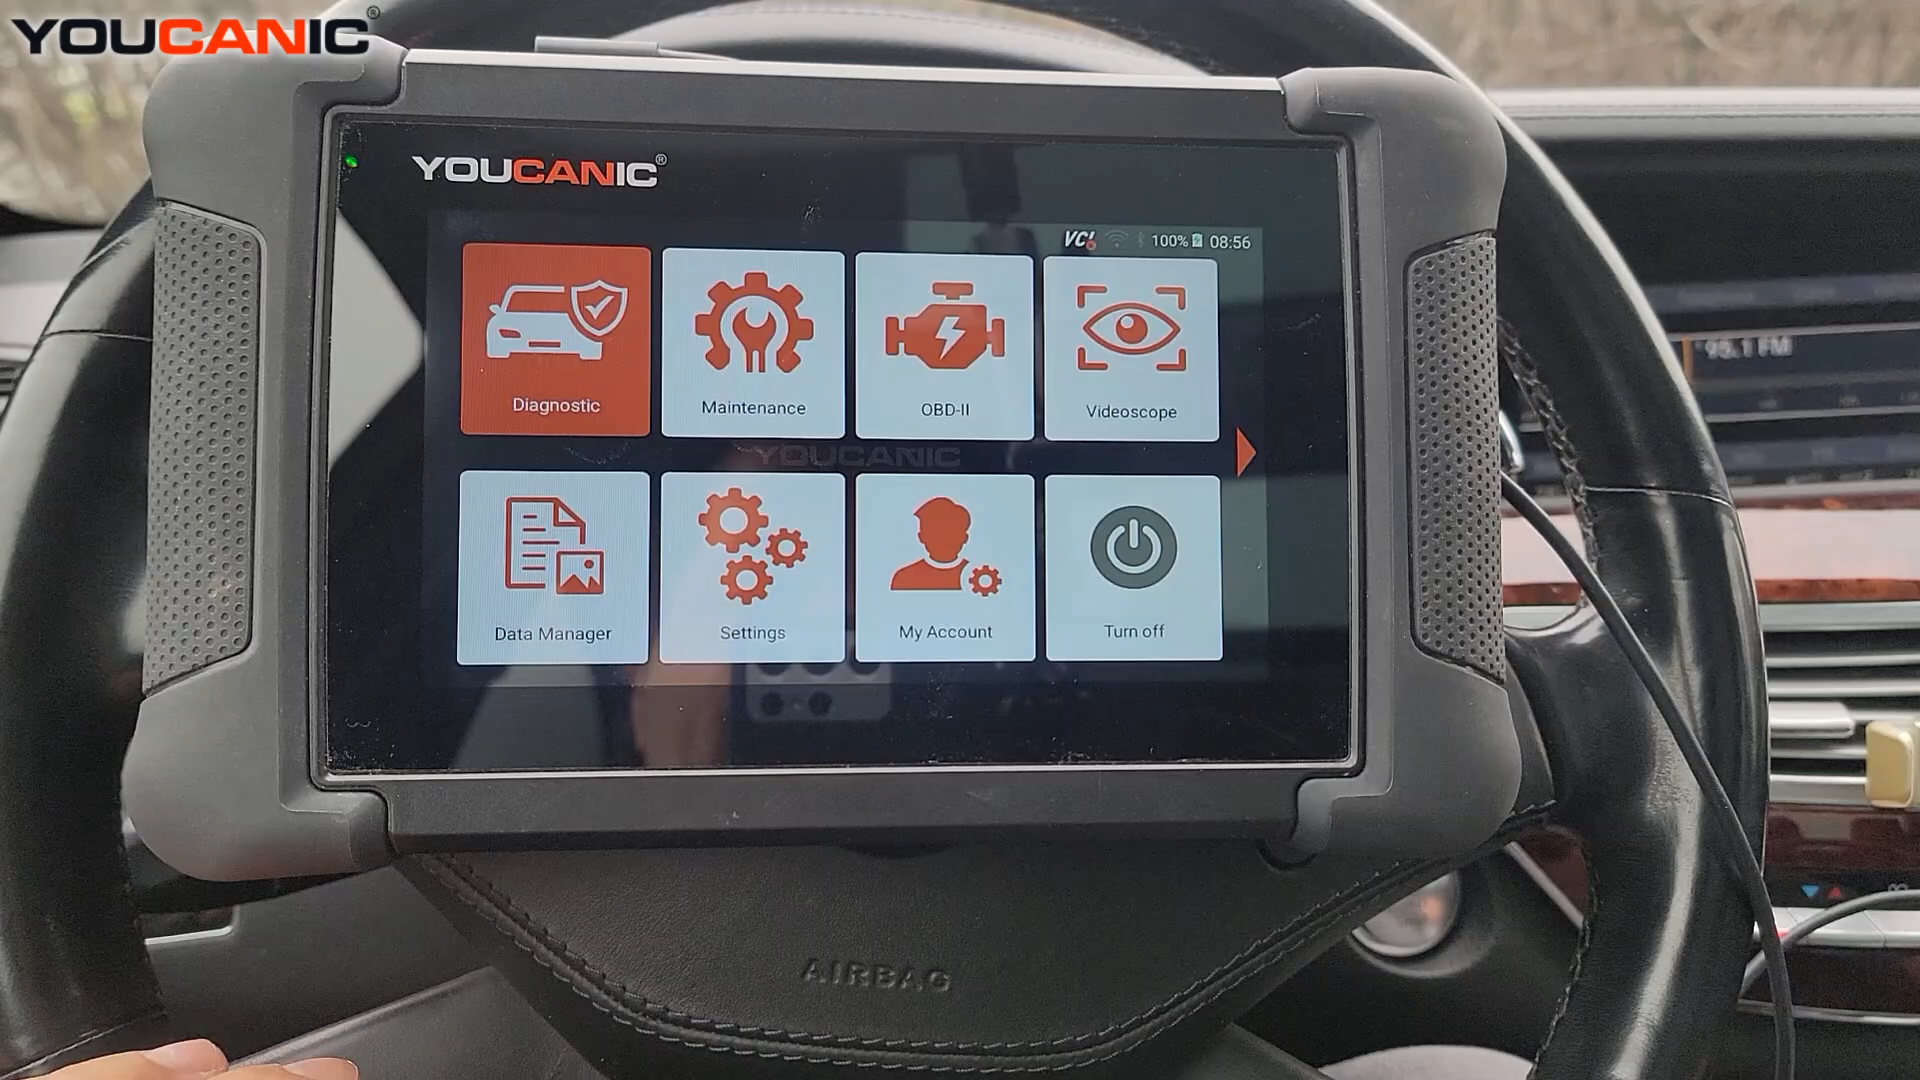 YOUCANIC®
YOUCANIC®
VCI 100% 08:56
Diagnostic
Maintenance
OBD-II
Videoscope
YOUCANIC
Data Manager
Settings
My Account
Turn off
95.1 FM
AIRBAG